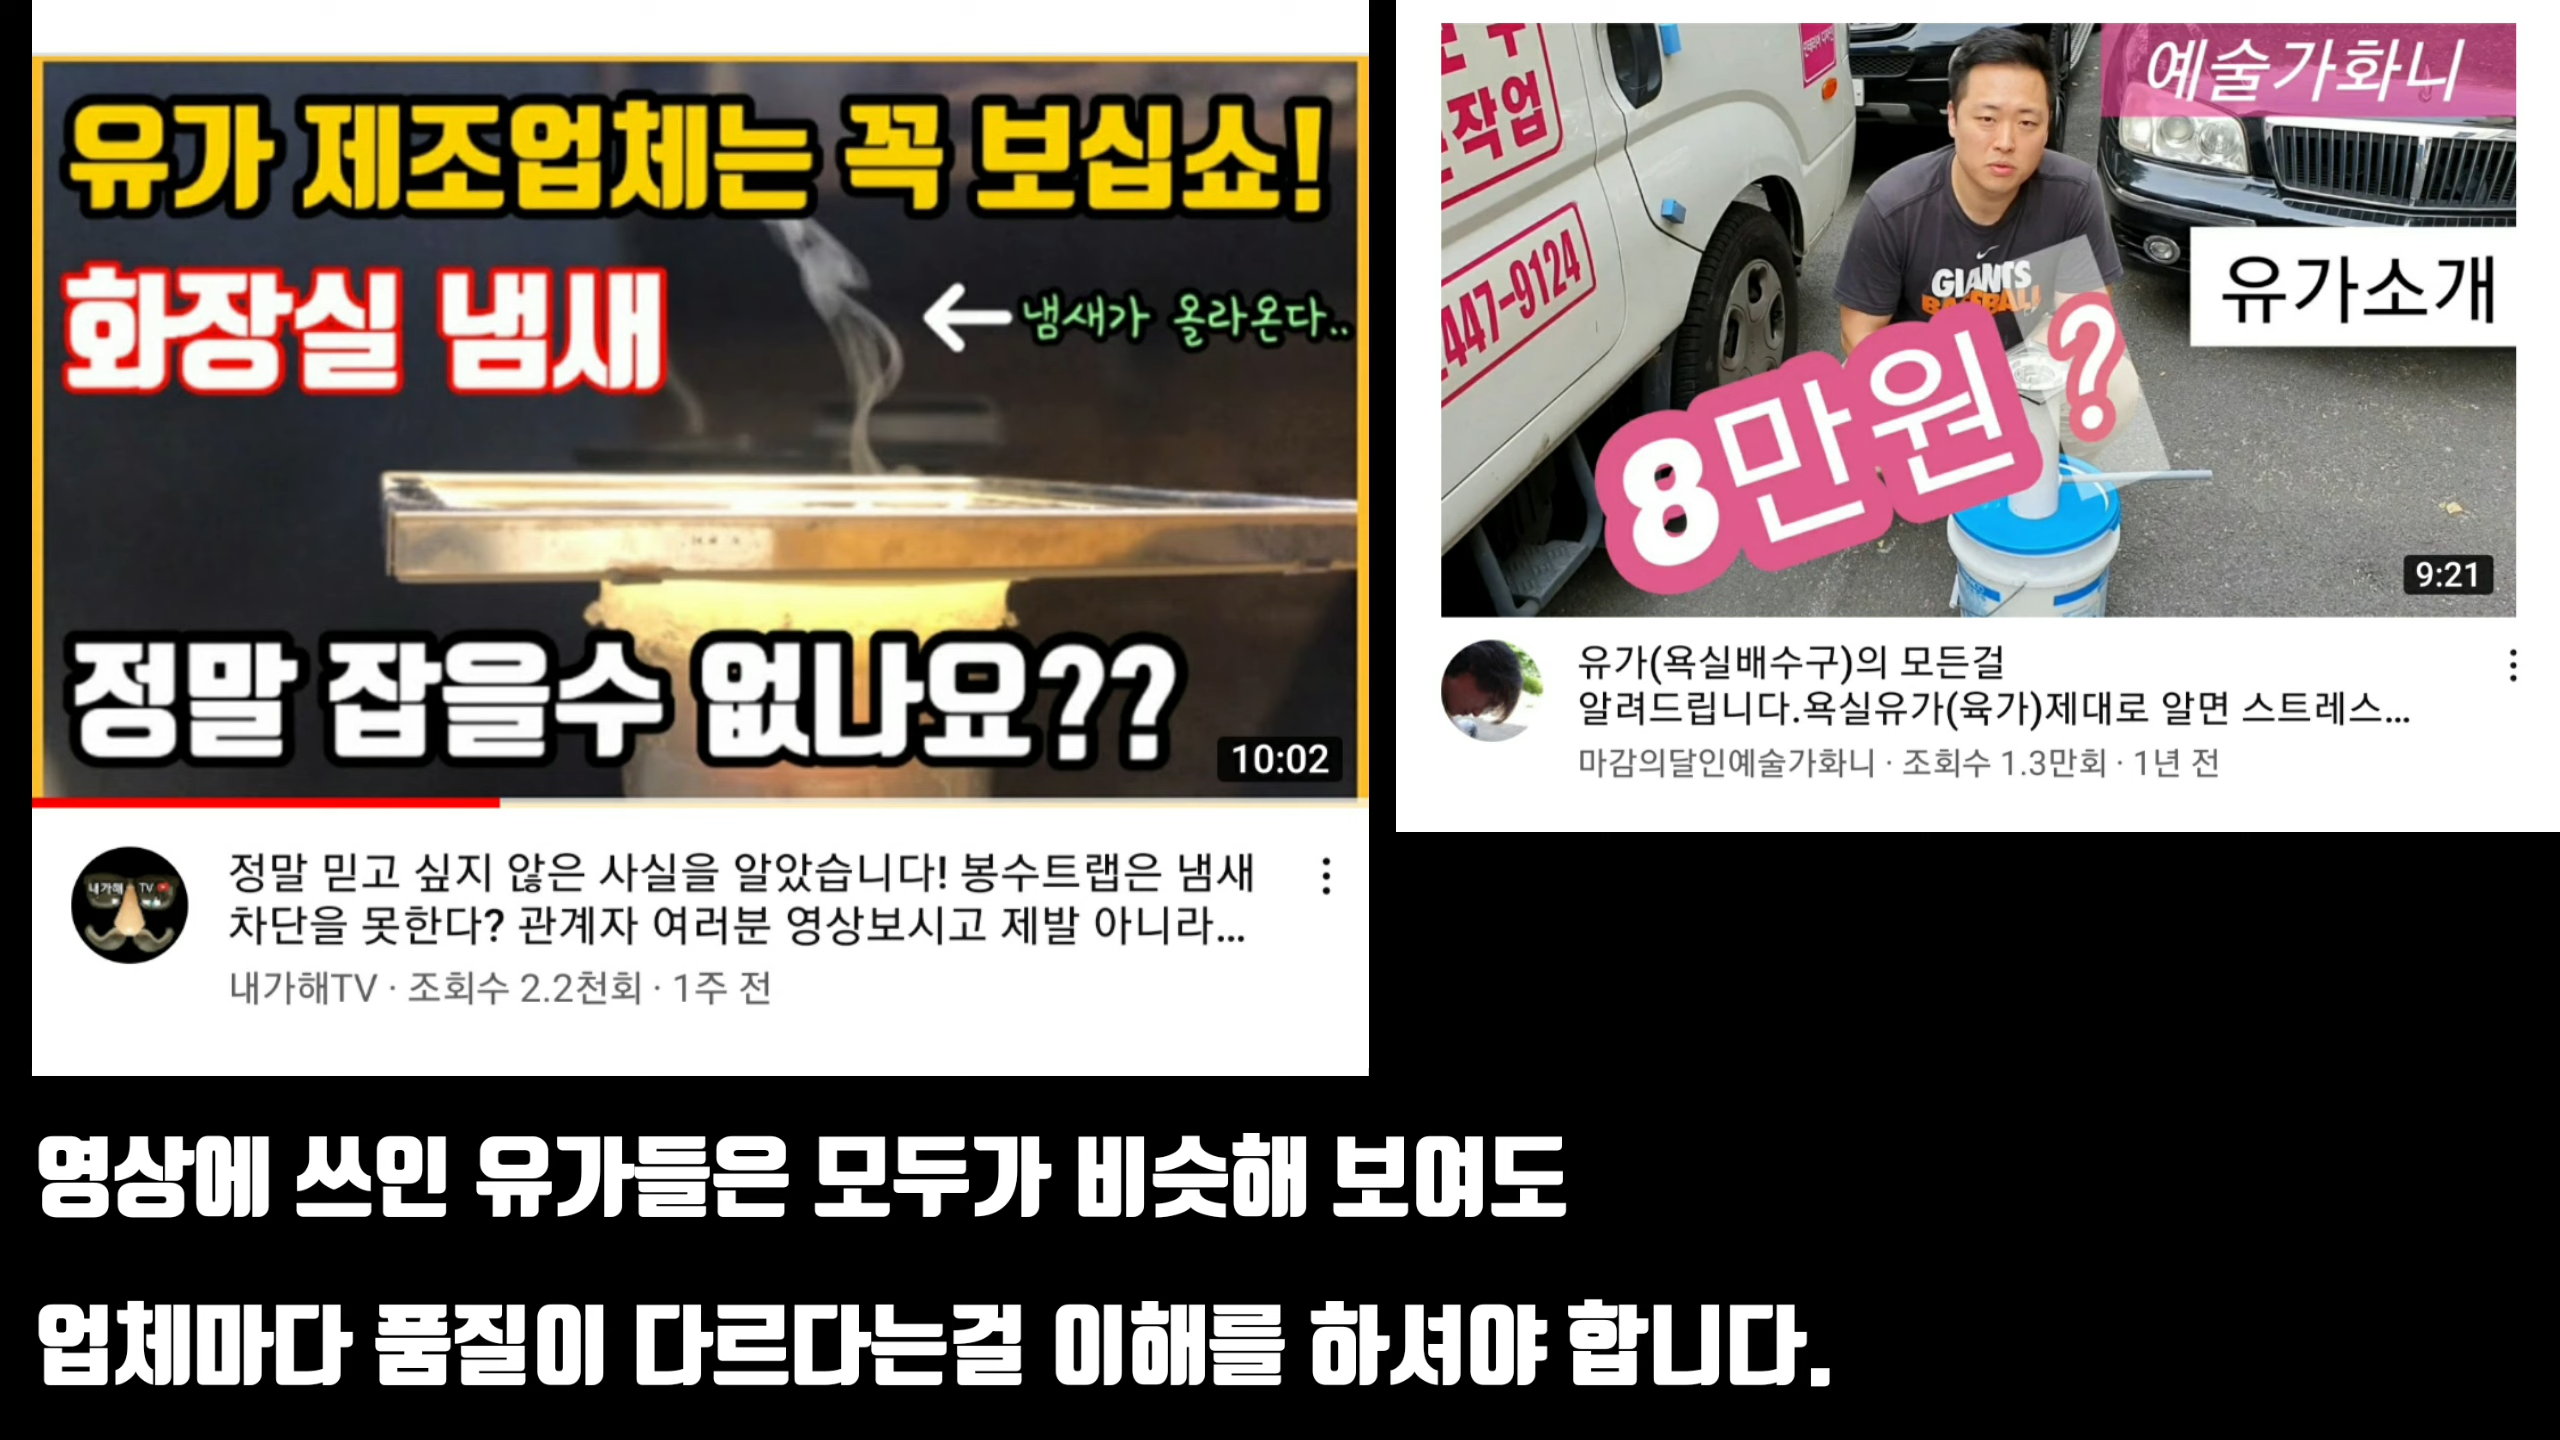 유가 제조업체는 꼭 보십쇼!
화장실 냄새
냄새가 올라온다..
정말 잡을수 없나요??
10:02
내가해 TV
정말 믿고 싶지 않은 사실을 알았습니다! 봉수트랩은 냄새
차단을 못한다? 관계자 여러분 영상보시고 제발 아니라...
내가해TV · 조회수 2.2천회 · 1주 전
예술가화니
작업
447-9124
GIANTS
BASEBALL
유가소개
8만원?
9:21
유가(욕실배수구)의 모든걸
알려드립니다.욕실유가(육가)제대로 알면 스트레스...
마감의달인예술가화니 · 조회수 1.3만회 · 1년 전
영상에 쓰인 유가들은 모두가 비슷해 보여도
업체마다 품질이 다르다는걸 이해를 하셔야 합니다.